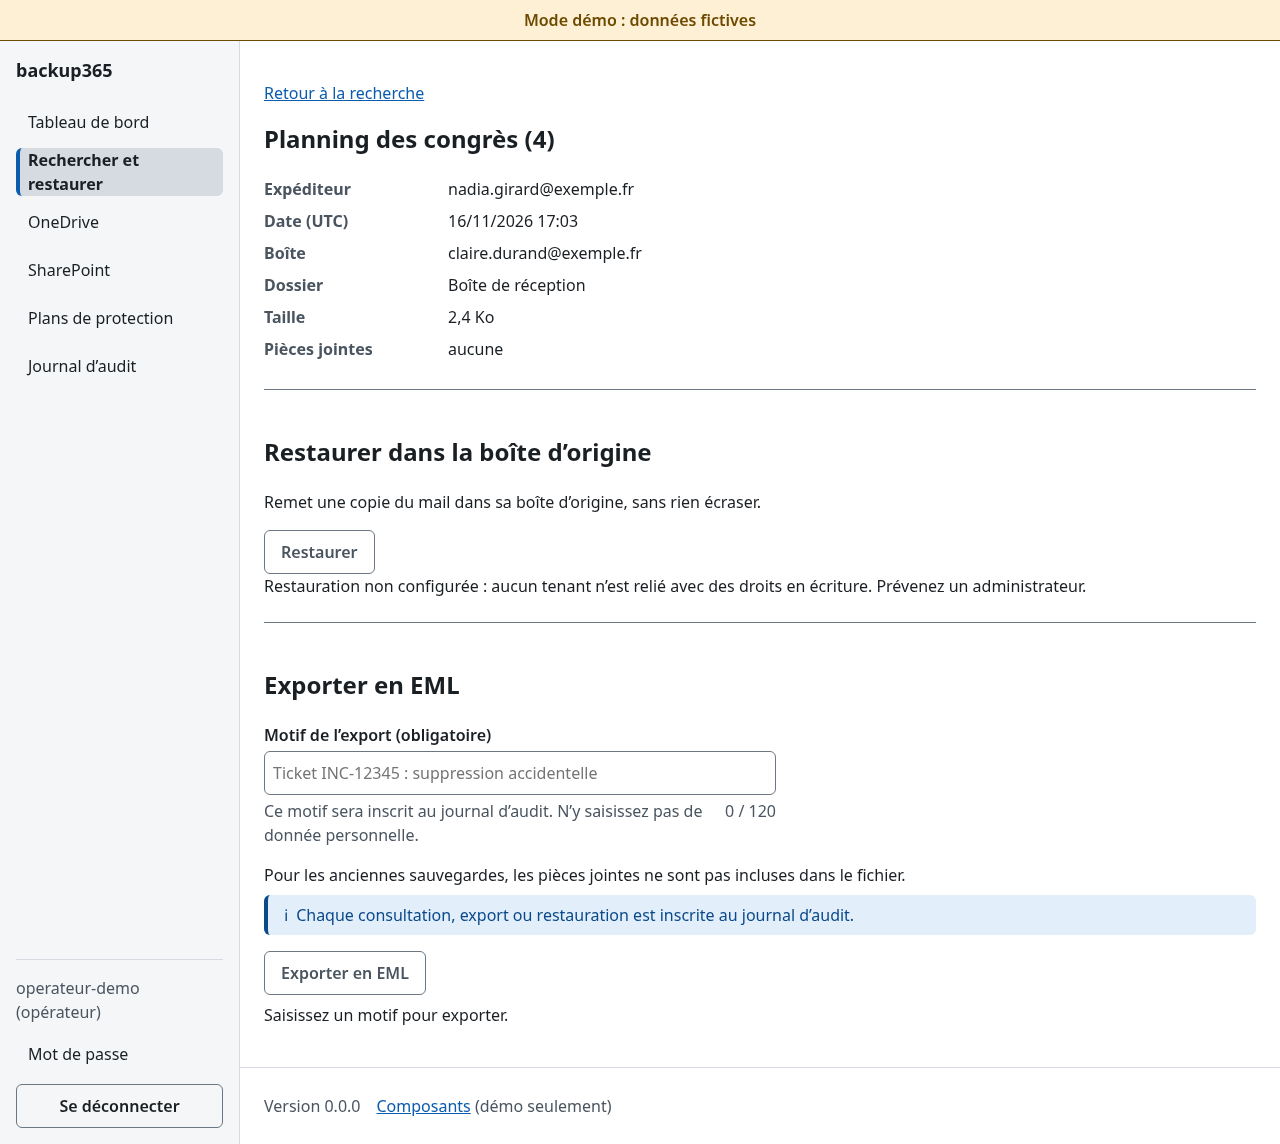 Mode démo : données fictives
backup365
Tableau de bord
Rechercher et
restaurer
OneDrive
SharePoint
Plans de protection
Journal d’audit
operateur-demo
(opérateur)
Mot de passe
Se déconnecter
Retour à la recherche
Planning des congrès (4)
Expéditeur nadia.girard@exemple.fr
Date (UTC) 16/11/2026 17:03
Boîte claire.durand@exemple.fr
Dossier Boîte de réception
Taille 2,4 Ko
Pièces jointes aucune
Restaurer dans la boîte d’origine
Remet une copie du mail dans sa boîte d’origine, sans rien écraser.
Restaurer
Restauration non configurée : aucun tenant n’est relié avec des droits en écriture. Prévenez un administrateur.
Exporter en EML
Motif de l’export (obligatoire)
Ticket INC-12345 : suppression accidentelle
Ce motif sera inscrit au journal d’audit. N’y saisissez pas de 0 / 120
donnée personnelle.
Pour les anciennes sauvegardes, les pièces jointes ne sont pas incluses dans le fichier.
i Chaque consultation, export ou restauration est inscrite au journal d’audit.
Exporter en EML
Saisissez un motif pour exporter.
Version 0.0.0 Composants (démo seulement)